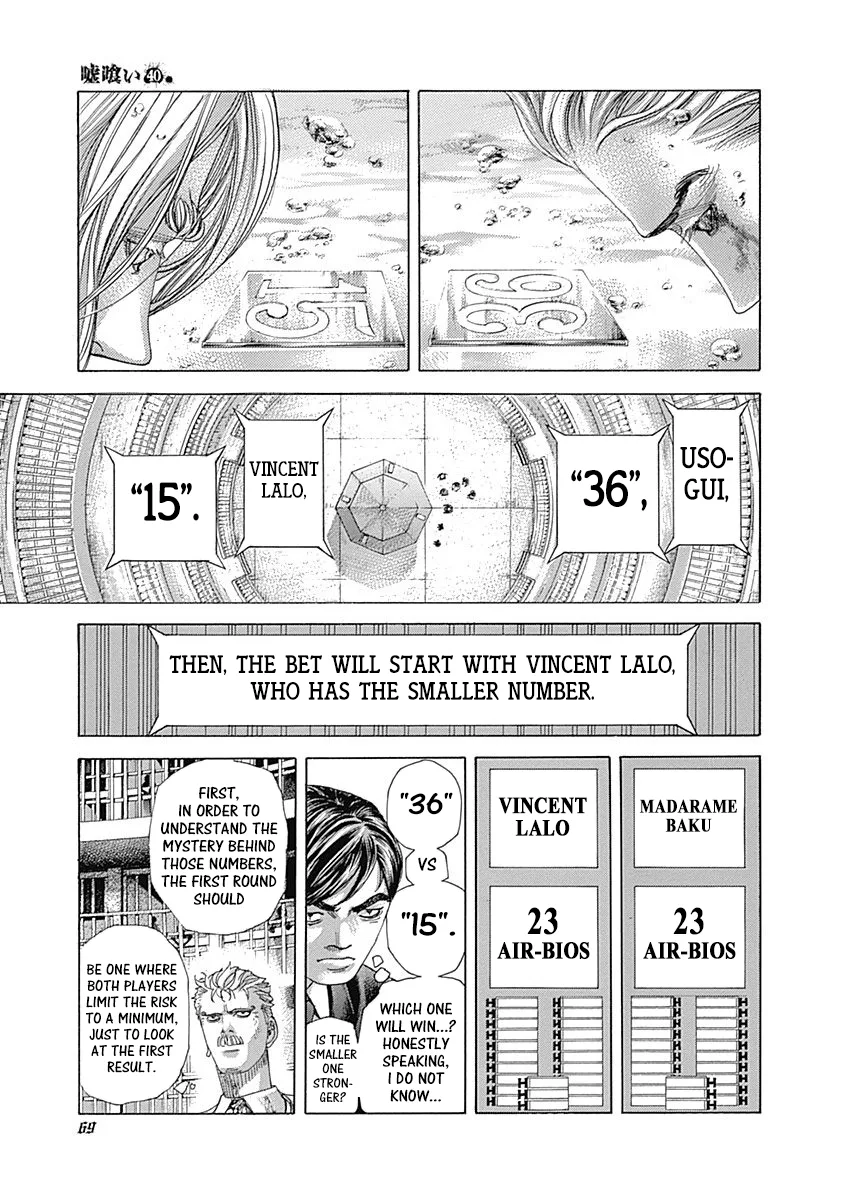 嘘喰い 40.
36
15
USO-
GUI,
“36”,
VINCENT
LALO,
“15”.
THEN, THE BET WILL START WITH VINCENT LALO,
WHO HAS THE SMALLER NUMBER.
MADARAME
BAKU
23
AIR-BIOS
VINCENT
LALO
23
AIR-BIOS
"36"
VS
"15".
WHICH ONE
WILL WIN...?
HONESTLY
SPEAKING,
I DO NOT
KNOW...
IS THE
SMALLER
ONE
STRON-
GER?
FIRST,
IN ORDER TO
UNDERSTAND THE
MYSTERY BEHIND
THOSE NUMBERS,
THE FIRST ROUND
SHOULD
BE ONE WHERE
BOTH PLAYERS
LIMIT THE RISK
TO A MINIMUM,
JUST TO LOOK
AT THE FIRST
RESULT.
69